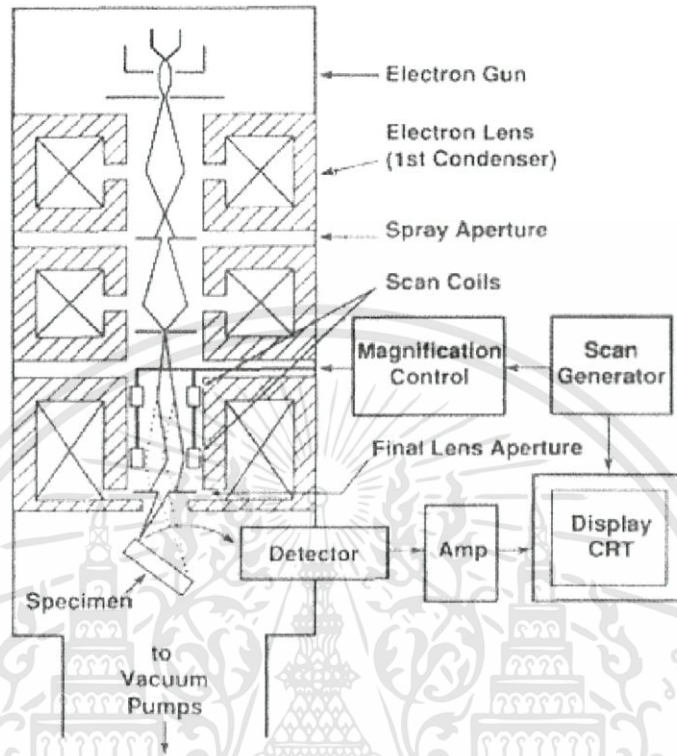 Electron Gun
Electron Lens
(1st Condenser)
Spray Aperture
Scan Coils
Magnification
Control
Scan
Generator
Final Lens Aperture
Detector
Amp
Display
CRT
Specimen
to
Vacuum
Pumps